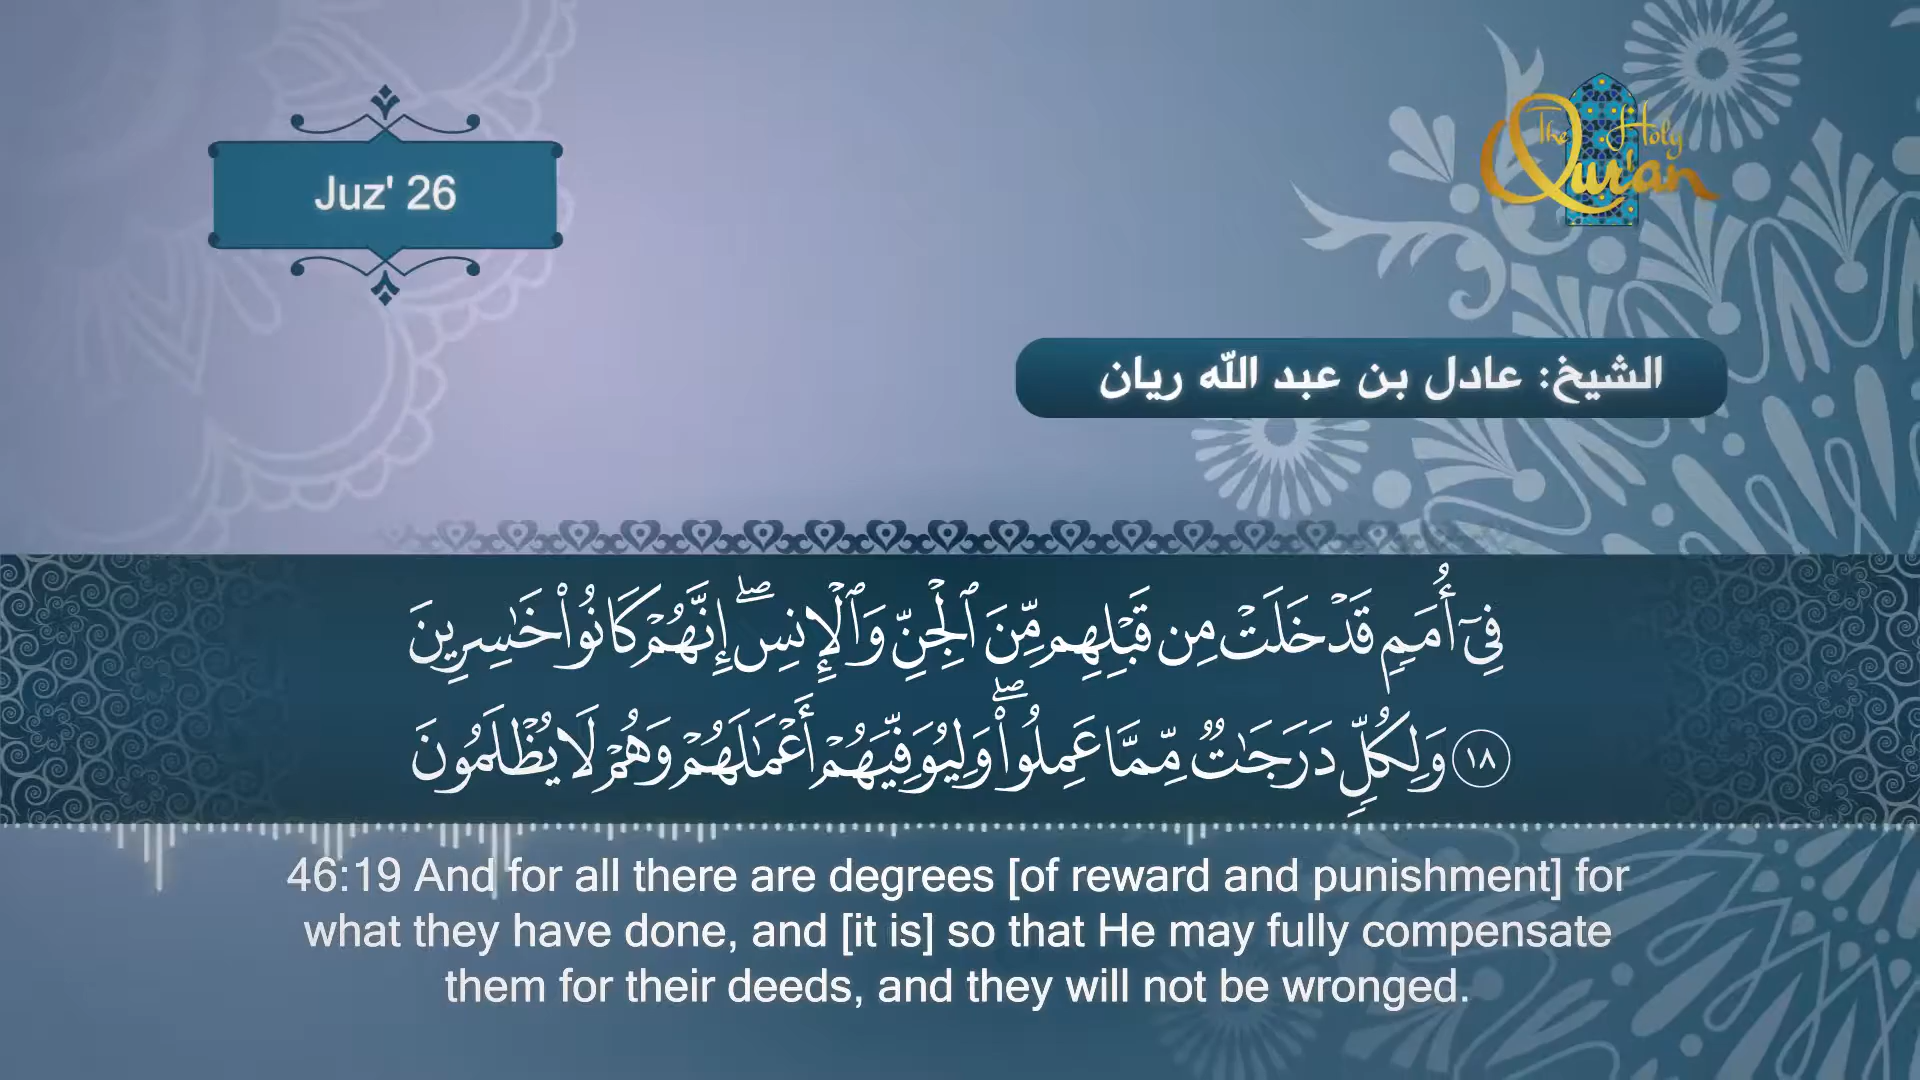 Juz' 26
The Holy
Qur'an
الشيخ: عادل بن عبد الله ريان
فِىٓ أُمَمٍ قَدْ خَلَتْ مِن قَبْلِهِم مِّنَ ٱلْجِنِّ وَٱلْإِنسِ ۖ إِنَّهُمْ كَانُوا۟ خَٰسِرِينَ
١٨ وَلِكُلٍّ دَرَجَٰتٌ مِّمَّا عَمِلُوا۟ ۖ وَلِيُوَفِّيَهُمْ أَعْمَٰلَهُمْ وَهُمْ لَا يُظْلَمُونَ
46:19 And for all there are degrees [of reward and punishment] for
what they have done, and [it is] so that He may fully compensate
them for their deeds, and they will not be wronged.